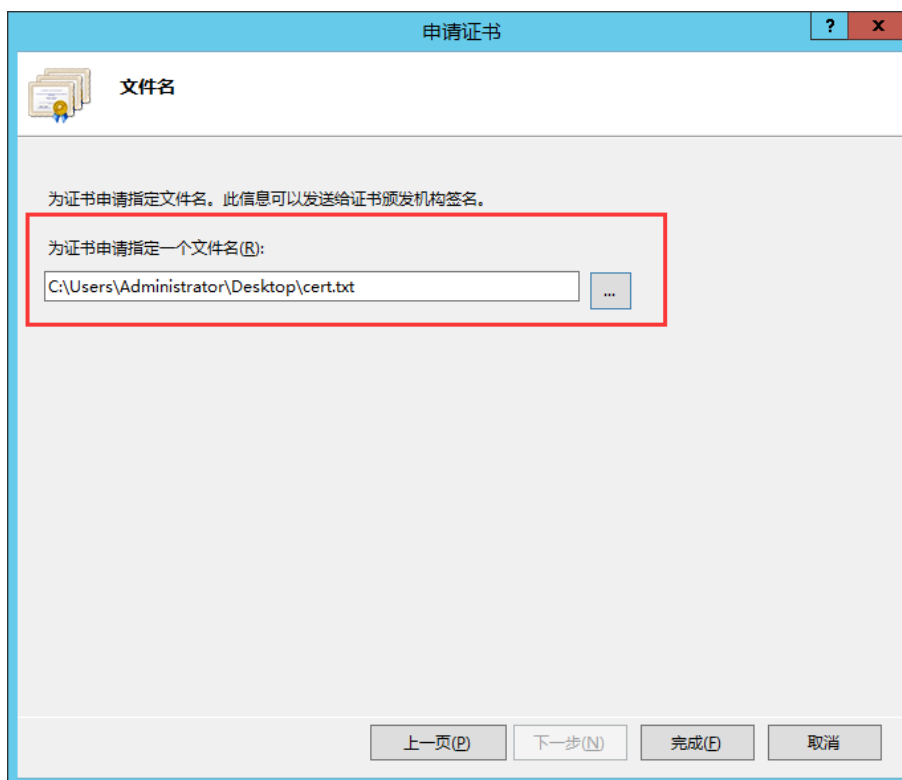 申请证书
? x
文件名
为证书申请指定文件名。此信息可以发送给证书颁发机构签名。
为证书申请指定一个文件名(R):
C:\Users\Administrator\Desktop\cert.txt
...
上一页(P) 下一步(N) 完成(F) 取消